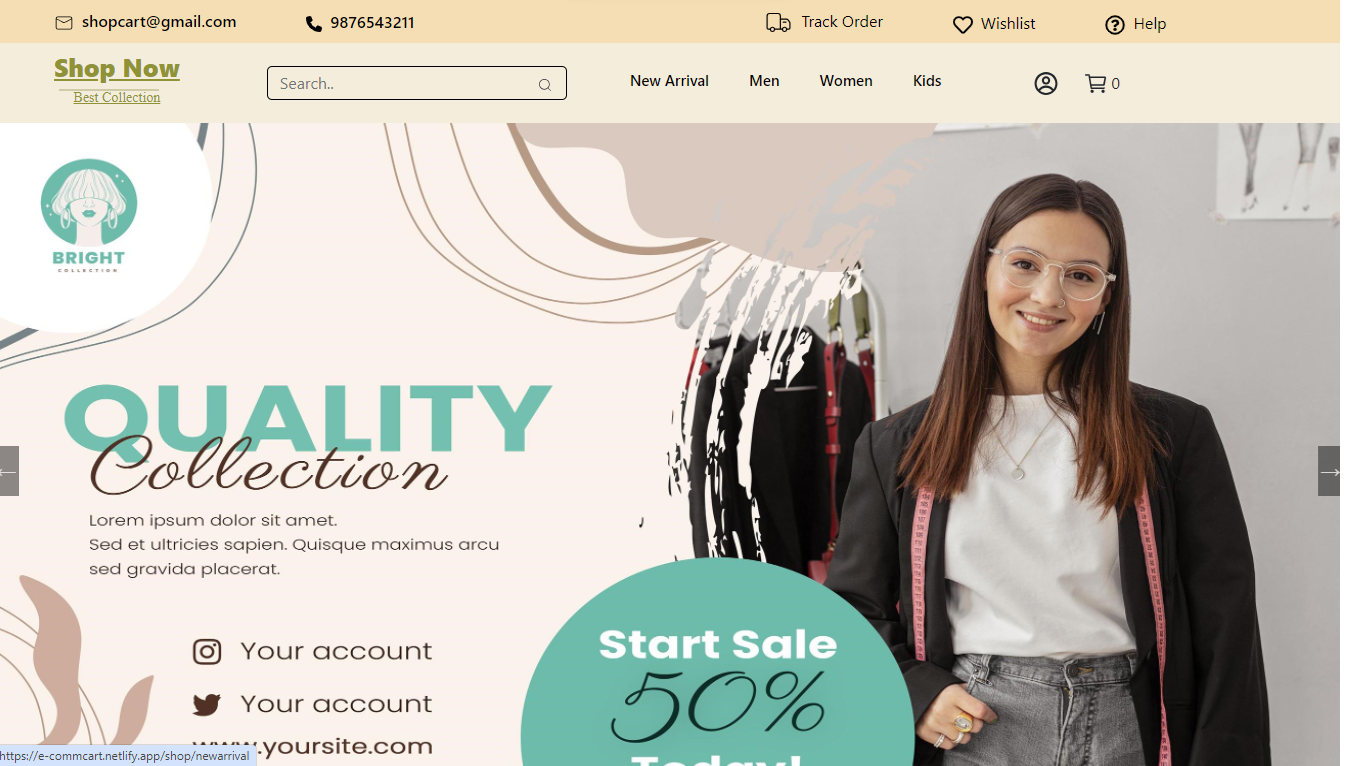 shopcart@gmail.com
9876543211
Track Order
Wishlist
Help
Shop Now
Best Collection
Search..
New Arrival
Men
Women
Kids
0
BRIGHT
COLLECTION
QUALITY
Collection
Lorem ipsum dolor sit amet.
Sed et ultricies sapien. Quisque maximus arcu
sed gravida placerat.
Your account
Your account
www.yoursite.com
Start Sale
50%
Today!
https://e-commcart.netlify.app/shop/newarrival